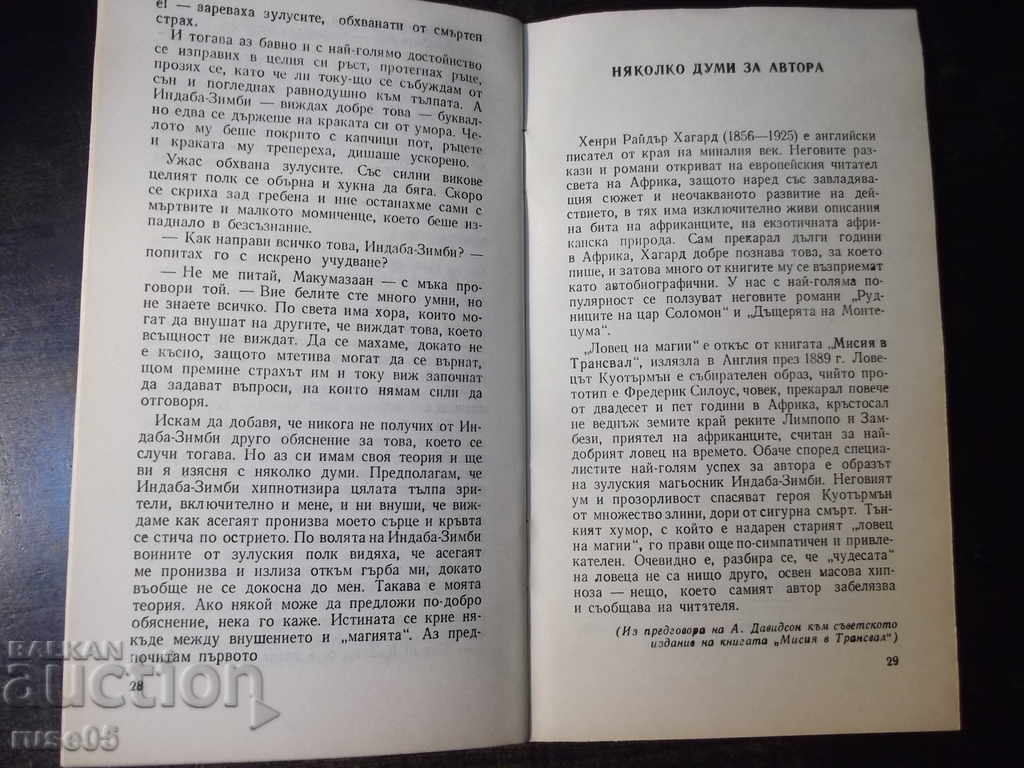 е! — вареваха зулусите, обхванати от смъртен
страх.
И тогава аз бавно и с най-голямо достойнство
се изправих в целия си ръст, протегнах ръце,
прозях се, като че ли току-що се събуждам от
сън и погледнах равнодушно към тълпата. А
Индаба-Зимби — виждах добре това — буквал-
но едва се държеше на краката си от умора. Че-
лото му беше покрито с капчици пот, ръцете
и краката му трепереха, дишаше ускорено.
Ужас обхвана зулусите. Със силни викове
целият полк се обърна и хукна да бяга. Скоро
се скриха зад гребена и ние останахме сами с
мъртвите и малкото момиченце, което беше из-
паднало в безсъзнание.
— Как направи всичко това, Индаба-Зимби? —
попитах го с искрено учудване?
— Не ме питай, Макумазаан — с мъка про-
говори той. — Вие белите сте много умни, но
не знаете всичко. По света има хора, които мо-
гат да внушат на другите, че виждат това, което
всъщност не виждат. Да се махаме, докато не
е късно, защото мтетива могат да се върнат,
щом премине страхът им и току виж започнат
да задават въпроси, на които нямам сили да
отговоря.
Искам да добавя, че никога не получих от Ин-
даба-Зимби друго обяснение за това, което се
случи тогава. Но аз си имам своя теория и ще
ви я изясня с няколко думи. Предполагам, че
Индаба-Зимби хипнотизира цялата тълпа зри-
тели, включително и мене, и ни внуши, че виж-
даме как асегаят пронизва моето сърце и кръвта
се стича по острието. По волята на Индаба-Зимби
воините от зулуския полк видяха, че асегаят
ме пронизва и излиза откъм гърба ми, докато
въобще не се докосна до мен. Такава е моята
теория. Ако някой може да предложи по-добро
обяснение, нека го каже. Истината се крие ня-
къде между внушението и „магията“. Аз пред-
почитам първото
28
НЯКОЛКО ДУМИ ЗА АВТОРА
Хенри Райдър Хагард (1856—1925) е английски
писател от края на миналия век. Неговите раз-
кази и романи откриват на европейския читател
света на Африка, защото наред със завладява-
щия сюжет и неочакваното развитие на дей-
ствието, в тях има изключително живи описания
на бита на африканците, на екзотичната афри-
канска природа. Сам прекарал дълги години
в Африка, Хагард добре познава това, за което
пише, и затова много от книгите му се възприемат
като автобиографични. У нас с най-голяма по-
пулярност се ползуват неговите романи „Руд-
ниците на цар Соломон“ и „Дъщерята на Монте-
цума“.
„Ловец на магии“ е откъс от книгата „Мисия в
Трансвал“, излязла в Англия през 1889 г. Лове-
цът Куотърмън е събирателен образ, чийто про-
тотип е Фредерик Силоус, човек, прекарал повече
от двадесет и пет години в Африка, кръстосал
не веднъж земите край реките Лимпопо и Зам-
бези, приятел на африканците, считан за най-
добрият ловец на времето. Обаче според специа-
листите най-голям успех за автора е образът
на зулуския магьосник Индаба-Зимби. Неговият
ум и прозорливост спасяват героя Куотърмън
от множество злини, дори от сигурна смърт. Тън-
кият хумор, с който е надарен старият „ловец
на магии“, го прави още по-симпатичен и привле-
кателен. Очевидно е, разбира се, че „чудесата“
на ловеца не са нищо друго, освен масова хип-
ноза — нещо, което самият автор забелязва
и съобщава на читателя.
(Из предговора на А. Давидсон към съветското
издание на книгата „Мисия в Трансвал“)
29
BALKAN
auction
mse05